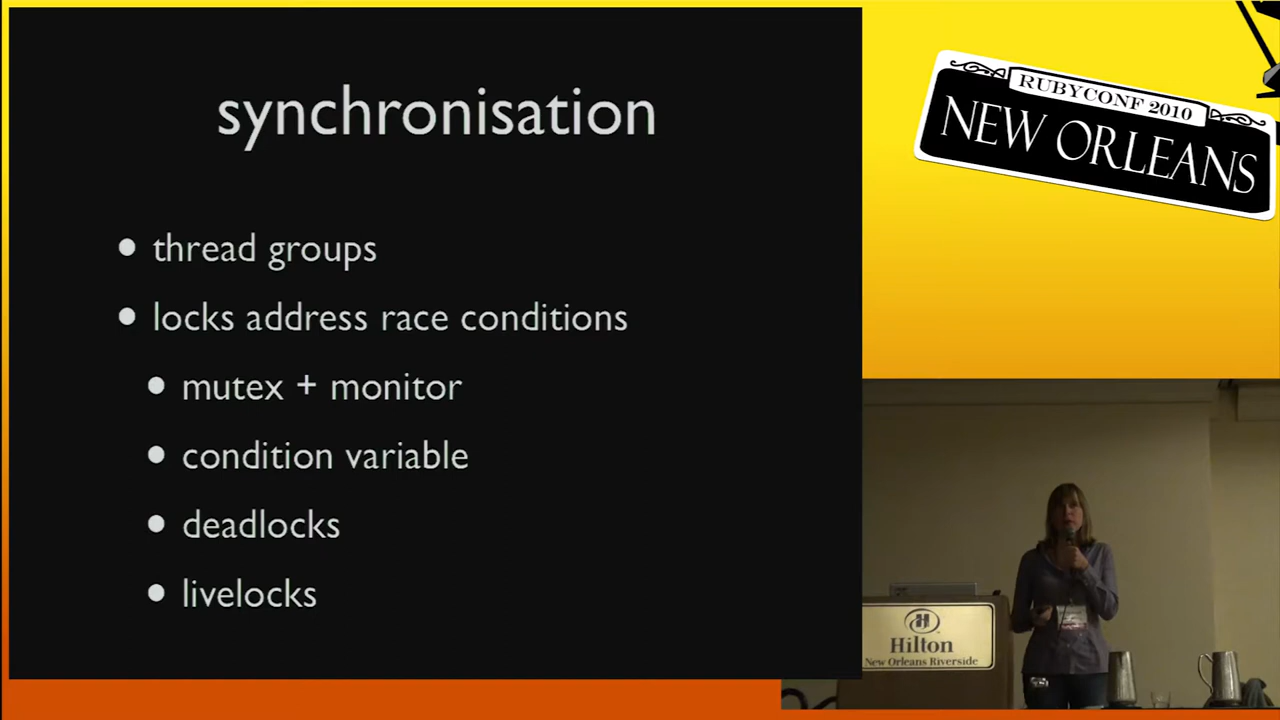 synchronisation
• thread groups
• locks address race conditions
• mutex + monitor
• condition variable
• deadlocks
• livelocks
RUBYCONF 2010
NEW ORLEANS
Hilton
New Orleans Riverside